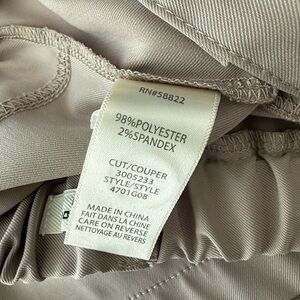 RN#58822
98%POLYESTER
2%SPANDEX
CUT/COUPER
3005233
STYLE/STYLE
4701G08
MADE IN CHINA
FAIT DANS LA CHINE
CARE ON REVERSE
NETTOYAGE AU REVERS